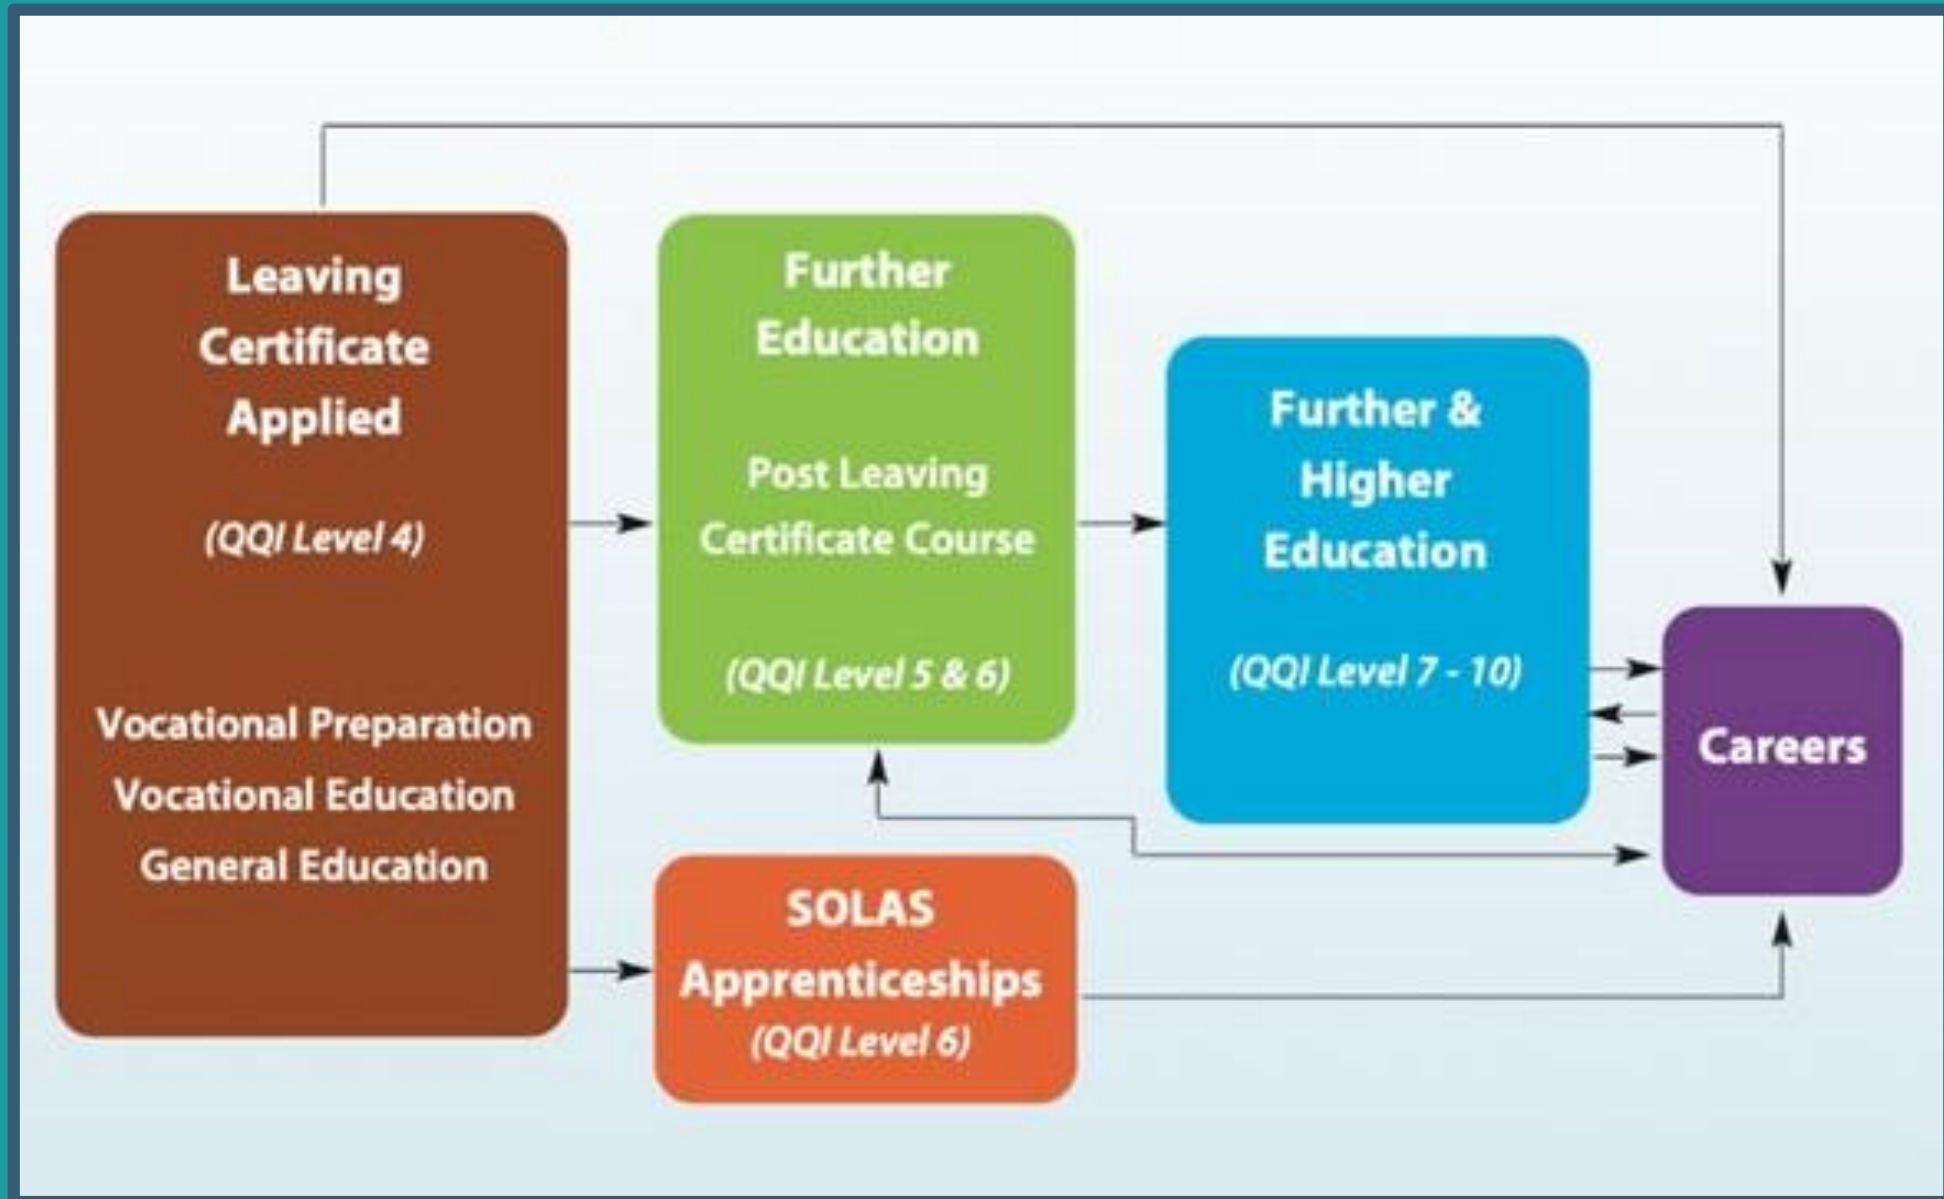 Leaving
Certificate
Applied
(QQI Level 4)
Vocational Preparation
Vocational Education
General Education
Further
Education
Post Leaving
Certificate Course
(QQI Level 5 & 6)
SOLAS
Apprenticeships
(QQI Level 6)
Further &
Higher
Education
(QQI Level 7 - 10)
Careers